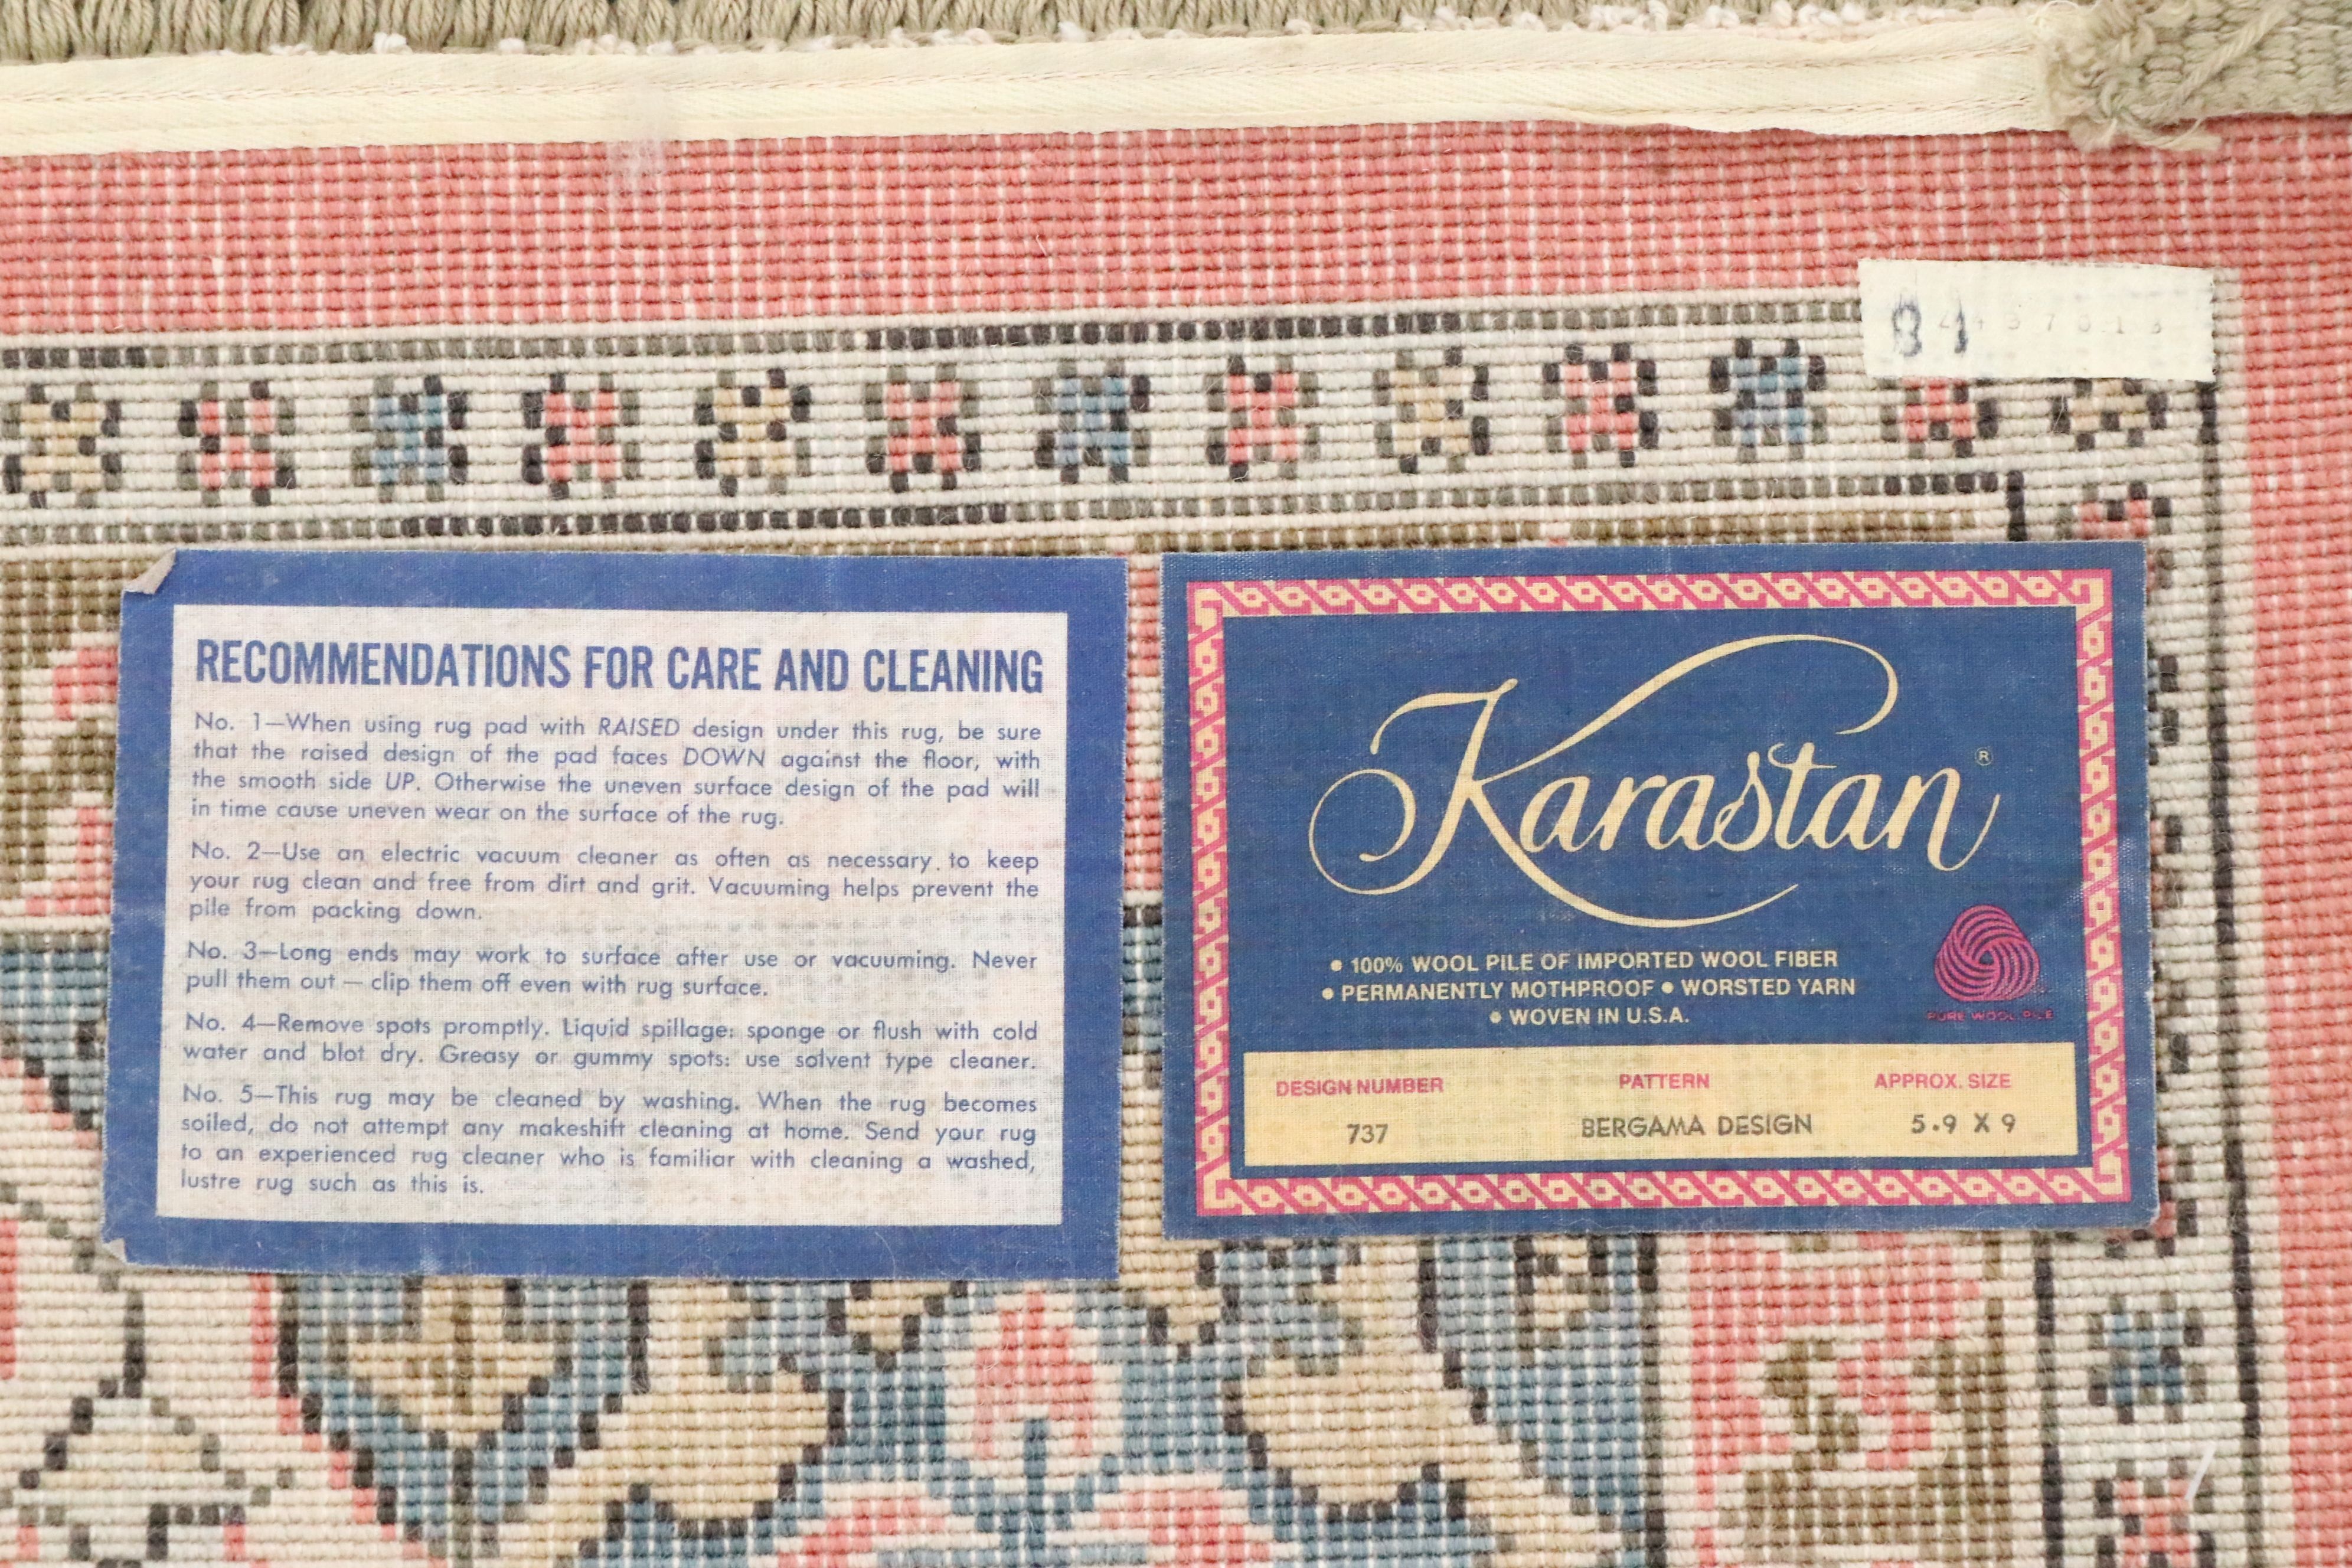 81
RECOMMENDATIONS FOR CARE AND CLEANING
No. 1—When using rug pad with RAISED design under this rug, be sure
that the raised design of the pad faces DOWN against the floor, with
the smooth side UP. Otherwise the uneven surface design of the pad will
in time cause uneven wear on the surface of the rug.
No. 2—Use an electric vacuum cleaner as often as necessary to keep
your rug clean and free from dirt and grit. Vacuuming helps prevent the
pile from packing down.
No. 3—Long ends may work to surface after use or vacuuming. Never
pull them out — clip them off even with rug surface.
No. 4—Remove spots promptly. Liquid spillage: sponge or flush with cold
water and blot dry. Greasy or gummy spots: use solvent type cleaner.
No. 5—This rug may be cleaned by washing. When the rug becomes
soiled, do not attempt any makeshift cleaning at home. Send your rug
to an experienced rug cleaner who is familiar with cleaning a washed,
lustre rug such as this is.
Karastan®
• 100% WOOL PILE OF IMPORTED WOOL FIBER
• PERMANENTLY MOTHPROOF • WORSTED YARN
• WOVEN IN U.S.A.
PURE WOOL PILE
DESIGN NUMBER PATTERN APPROX. SIZE
737 BERGAMA DESIGN 5.9 X 9